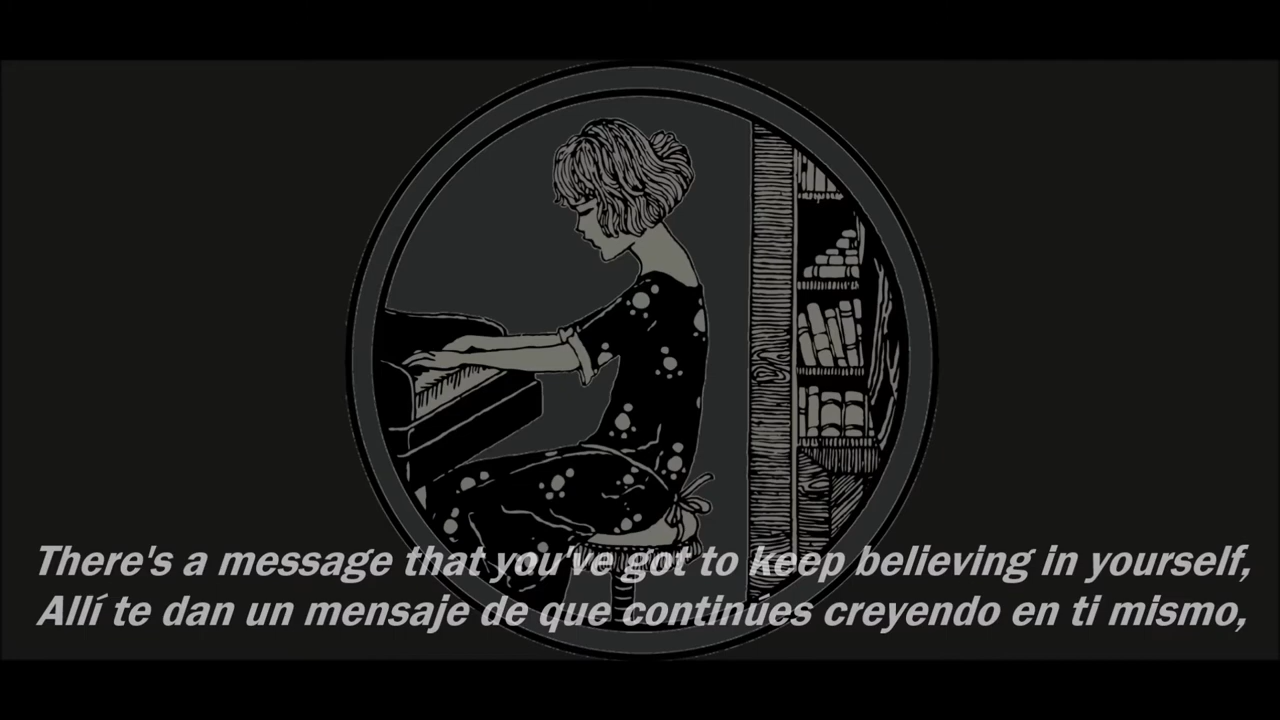 There's a message that you've got to keep believing in yourself,
Allí te dan un mensaje de que continúes creyendo en ti mismo,